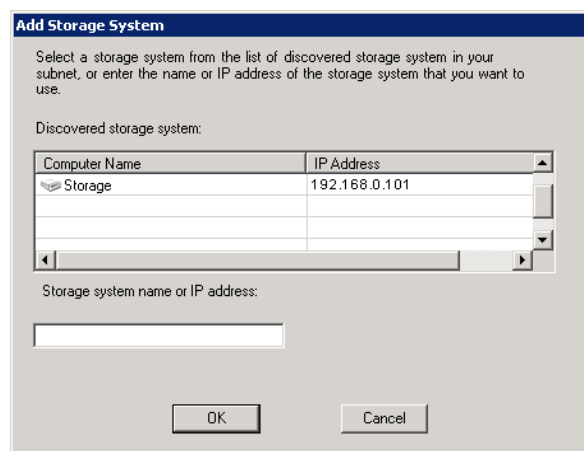 Add Storage System
Select a storage system from the list of discovered storage system in your
subnet, or enter the name or IP address of the storage system that you want to
use.
Discovered storage system:
Computer Name IP Address
Storage 192.168.0.101
Storage system name or IP address:
OK Cancel